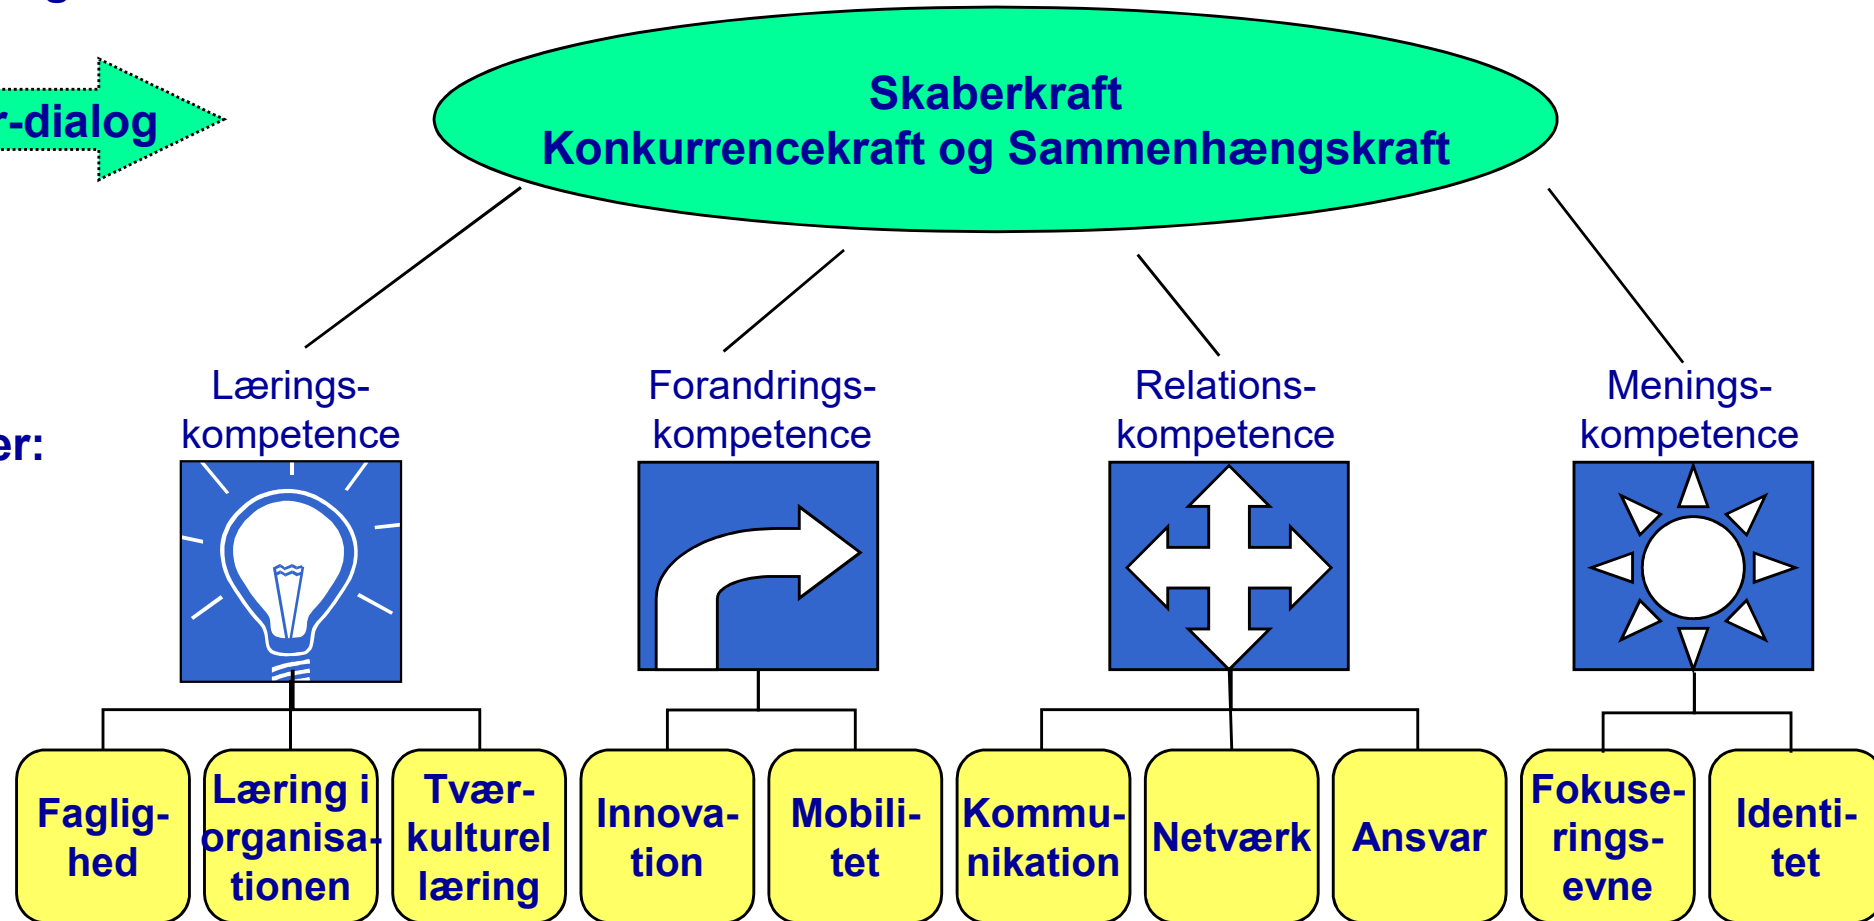 Skaberkraft
Konkurrencekraft og Sammenhængskraft
r-dialog
Lærings-
kompetence
Forandrings-
kompetence
Relations-
kompetence
Menings-
kompetence
er:
Faglig-
hed
Læring i
organisa-
tionen
Tvær-
kulturel
læring
Innova-
tion
Mobili-
tet
Kommu-
nikation
Netværk
Ansvar
Fokuse-
rings-
evne
Identi-
tet